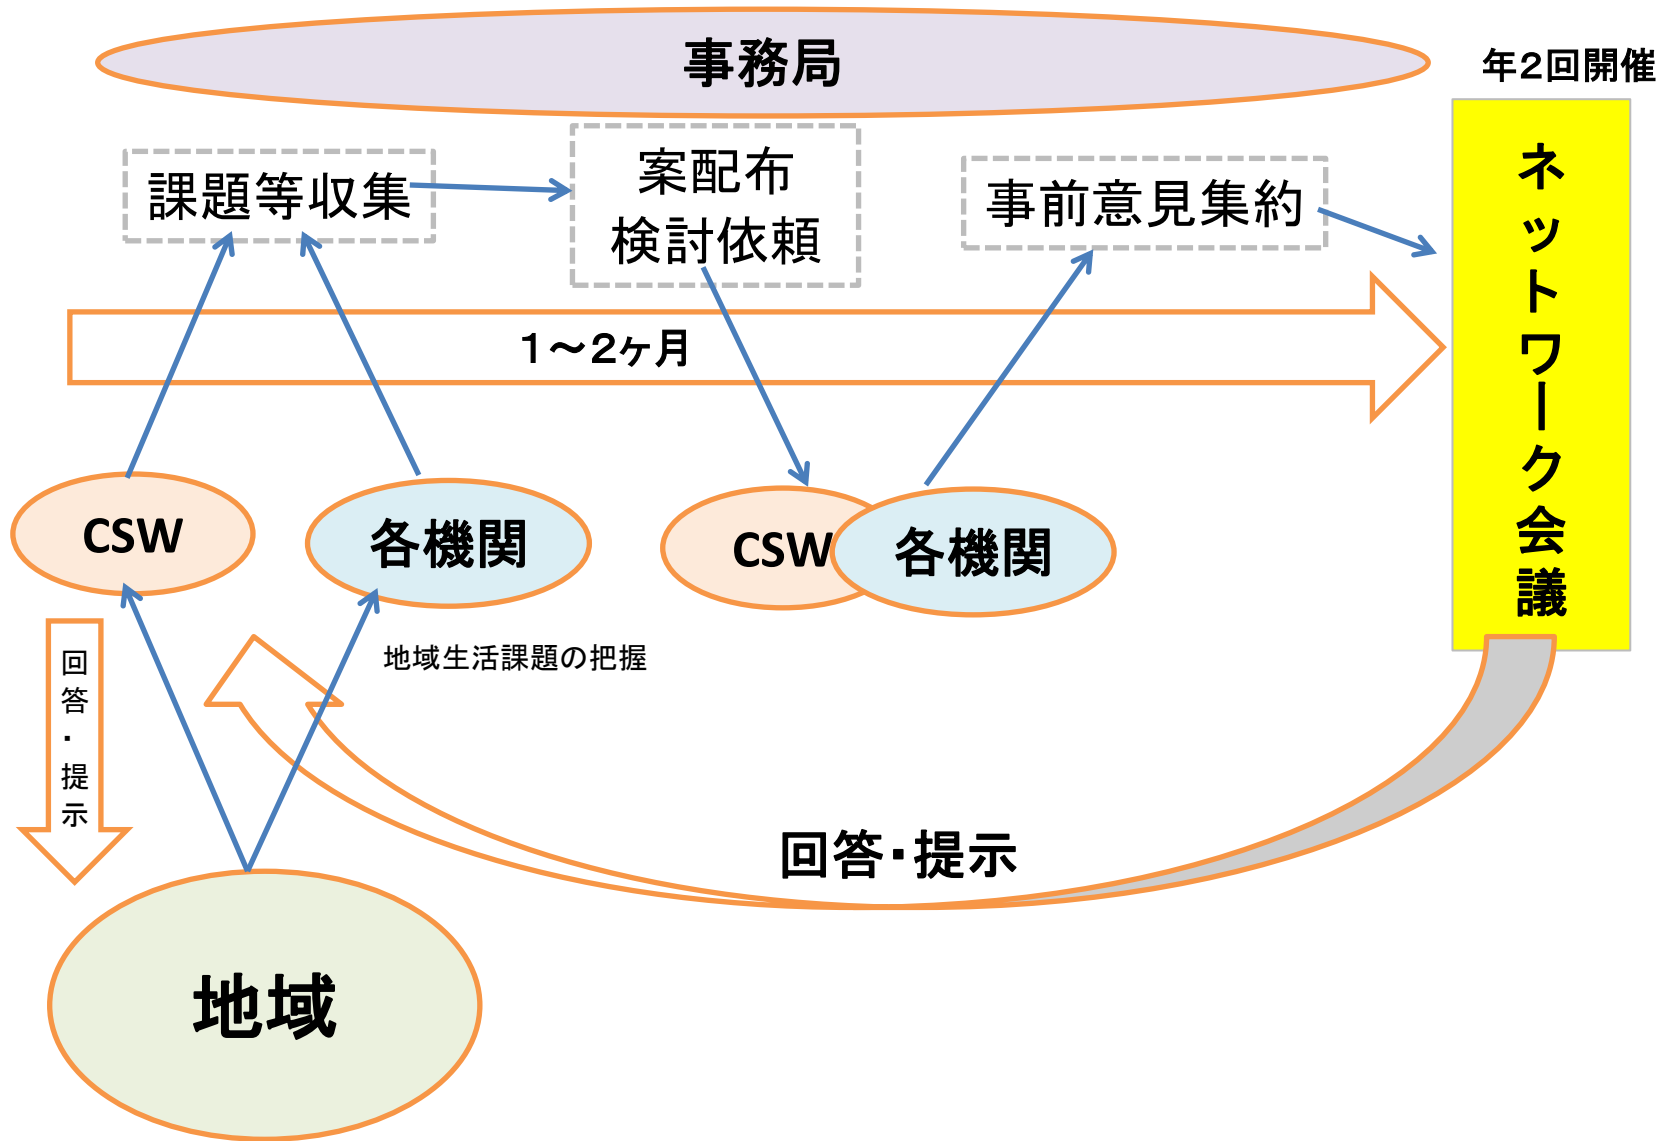 事務局
年2回開催
課題等収集
案配布
検討依頼
事前意見集約
1～2ヶ月
ネットワーク会議
CSW
各機関
CSW
各機関
回答・提示
地域生活課題の把握
回答・提示
地域